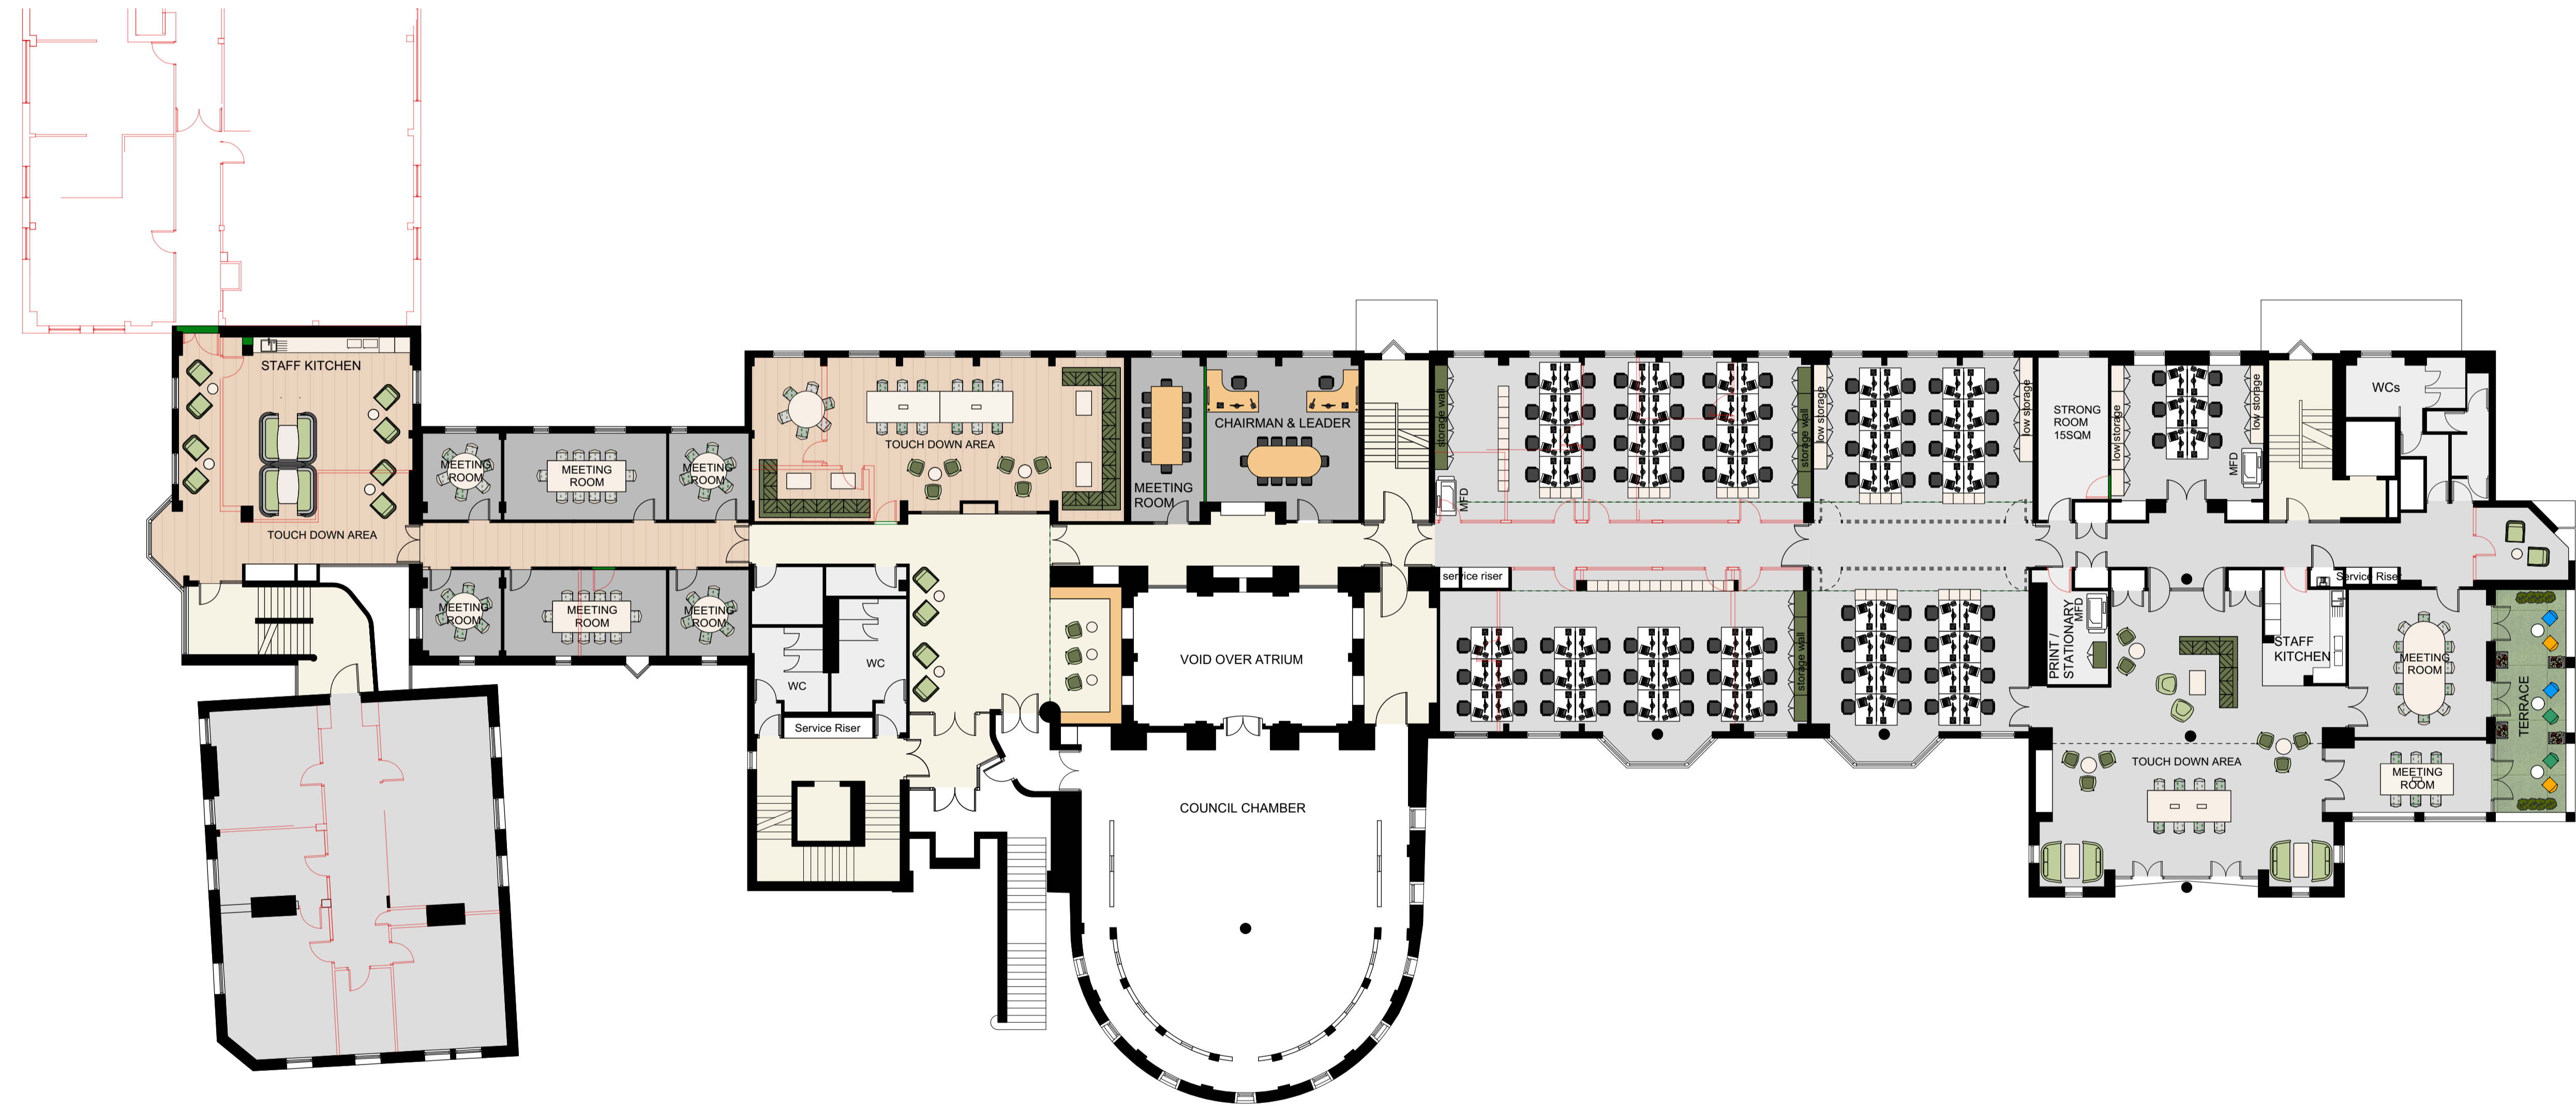 STAFF KITCHEN
TOUCH DOWN AREA
MEETING
ROOM
MEETING
ROOM
MEETING
ROOM
MEETING
ROOM
MEETING
ROOM
MEETING
ROOM
TOUCH DOWN AREA
MEETING
ROOM
CHAIRMAN & LEADER
WC
WC
Service Riser
VOID OVER ATRIUM
COUNCIL CHAMBER
storage wall
MFD
service riser
storage wall
storage wall
low storage
low storage
STRONG
ROOM
15SQM
low storage
low storage
MFD
WCs
Service Riser
PRINT /
STATIONARY
MFD
STAFF
KITCHEN
MEETING
ROOM
TERRACE
TOUCH DOWN AREA
MEETING
ROOM